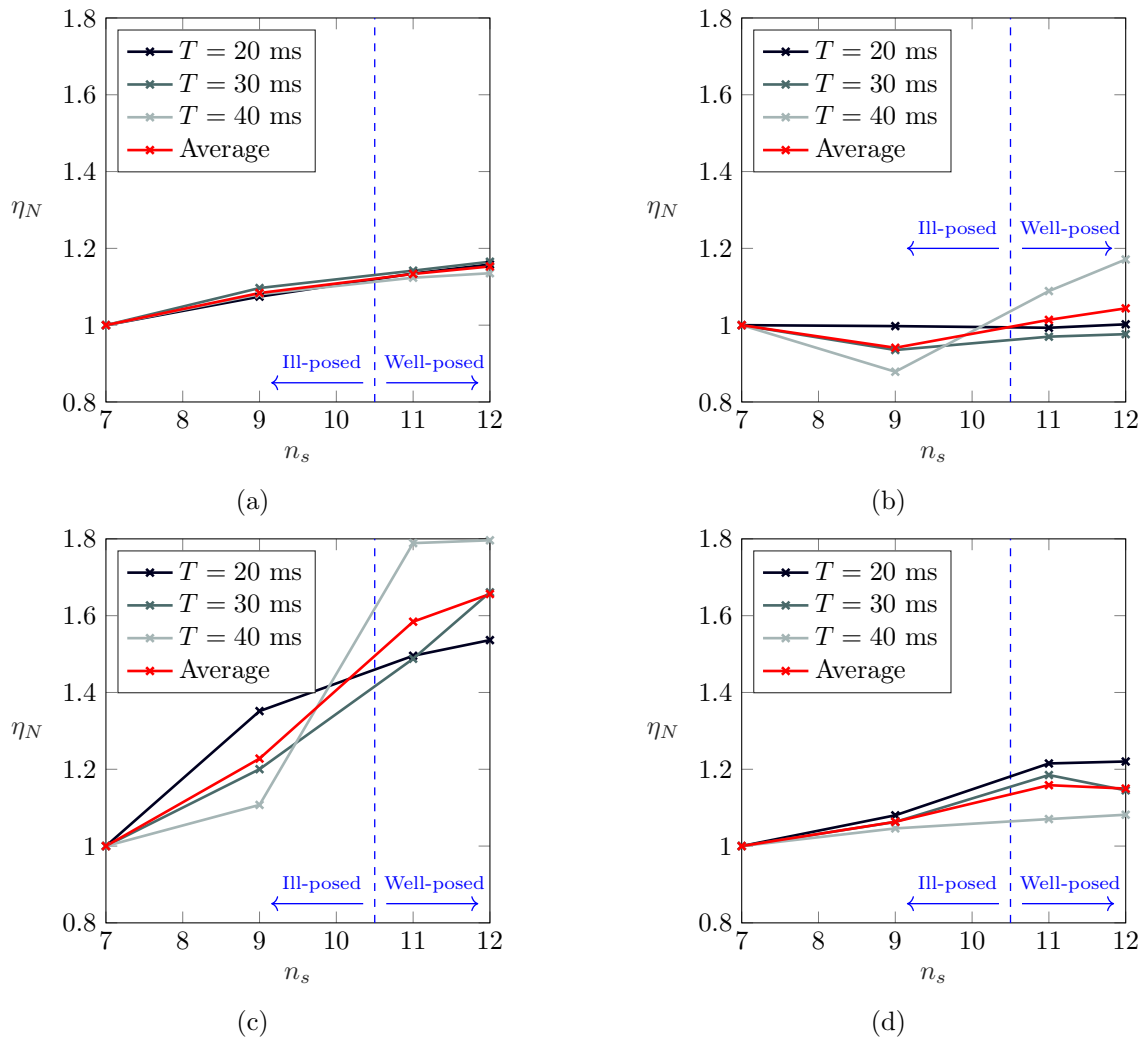 1.8
1.6
1.4
1.2
1
0.8
η_N
T = 20 ms
T = 30 ms
T = 40 ms
Average
Ill-posed Well-posed
7 8 9 10 11 12
n_s
(a)
1.8
1.6
1.4
1.2
1
0.8
η_N
T = 20 ms
T = 30 ms
T = 40 ms
Average
Ill-posed Well-posed
7 8 9 10 11 12
n_s
(b)
1.8
1.6
1.4
1.2
1
0.8
η_N
T = 20 ms
T = 30 ms
T = 40 ms
Average
Ill-posed Well-posed
7 8 9 10 11 12
n_s
(c)
1.8
1.6
1.4
1.2
1
0.8
η_N
T = 20 ms
T = 30 ms
T = 40 ms
Average
Ill-posed Well-posed
7 8 9 10 11 12
n_s
(d)